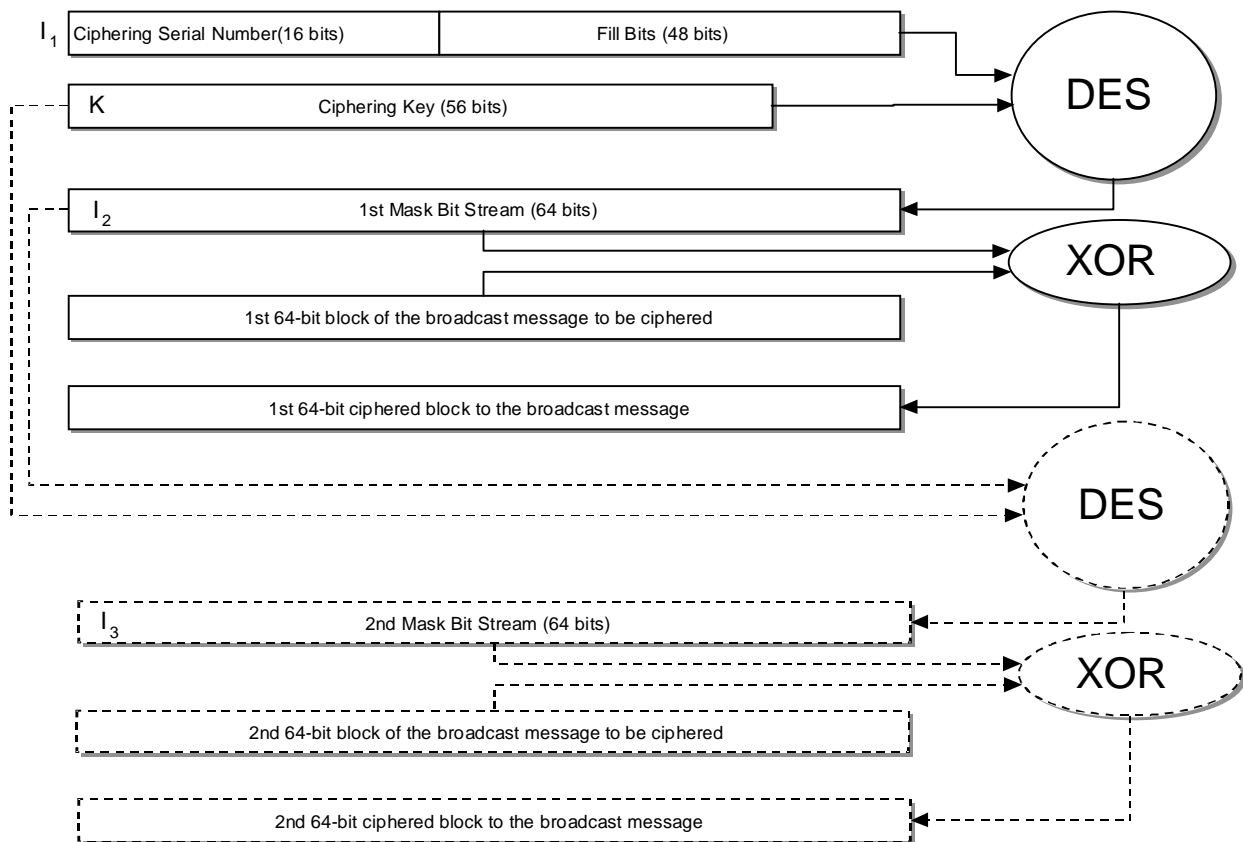 I1 Ciphering Serial Number(16 bits) Fill Bits (48 bits)
DES
K Ciphering Key (56 bits)
I2 1st Mask Bit Stream (64 bits)
XOR
1st 64-bit block of the broadcast message to be ciphered
1st 64-bit ciphered block to the broadcast message
DES
I3 2nd Mask Bit Stream (64 bits)
XOR
2nd 64-bit block of the broadcast message to be ciphered
2nd 64-bit ciphered block to the broadcast message